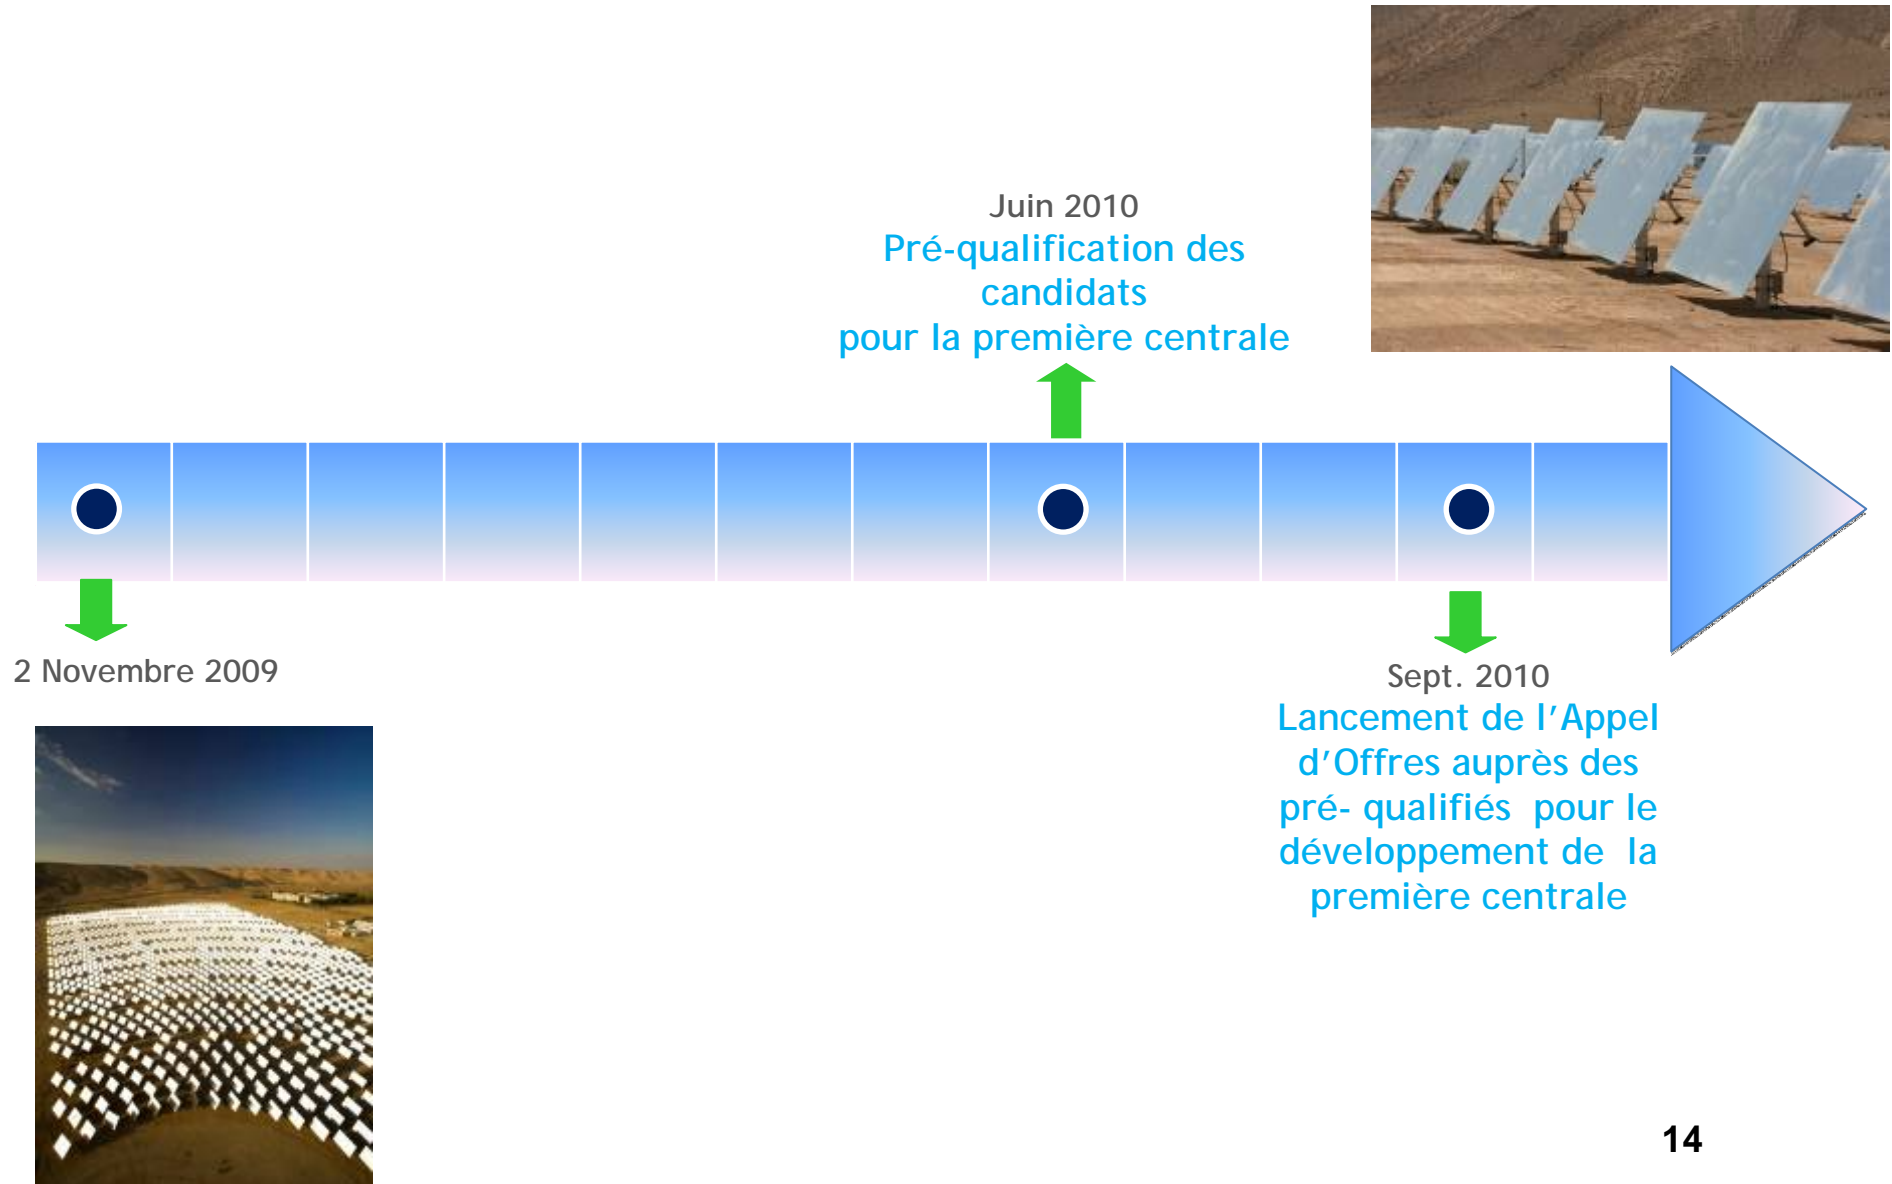 Juin 2010
Pré-qualification des
candidats
pour la première centrale
2 Novembre 2009
Sept. 2010
Lancement de l’Appel
d’Offres auprès des
pré- qualifiés pour le
développement de la
première centrale
14